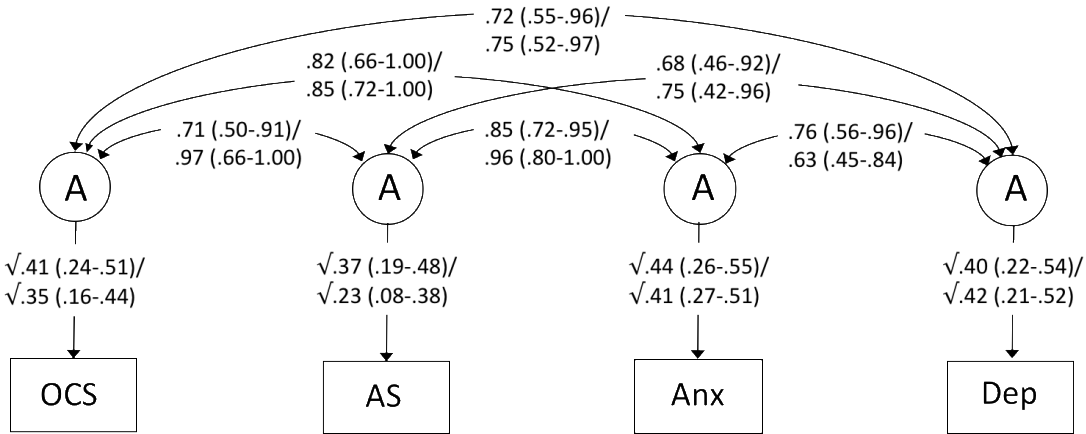 .72 (.55-.96)/
.75 (.52-.97)
.82 (.66-1.00)/
.85 (.72-1.00)
.68 (.46-.92)/
.75 (.42-.96)
.71 (.50-.91)/
.97 (.66-1.00)
.85 (.72-.95)/
.96 (.80-1.00)
.76 (.56-.96)/
.63 (.45-.84)
A
A
A
A
√.41 (.24-.51)/
√.35 (.16-.44)
√.37 (.19-.48)/
√.23 (.08-.38)
√.44 (.26-.55)/
√.41 (.27-.51)
√.40 (.22-.54)/
√.42 (.21-.52)
OCS
AS
Anx
Dep